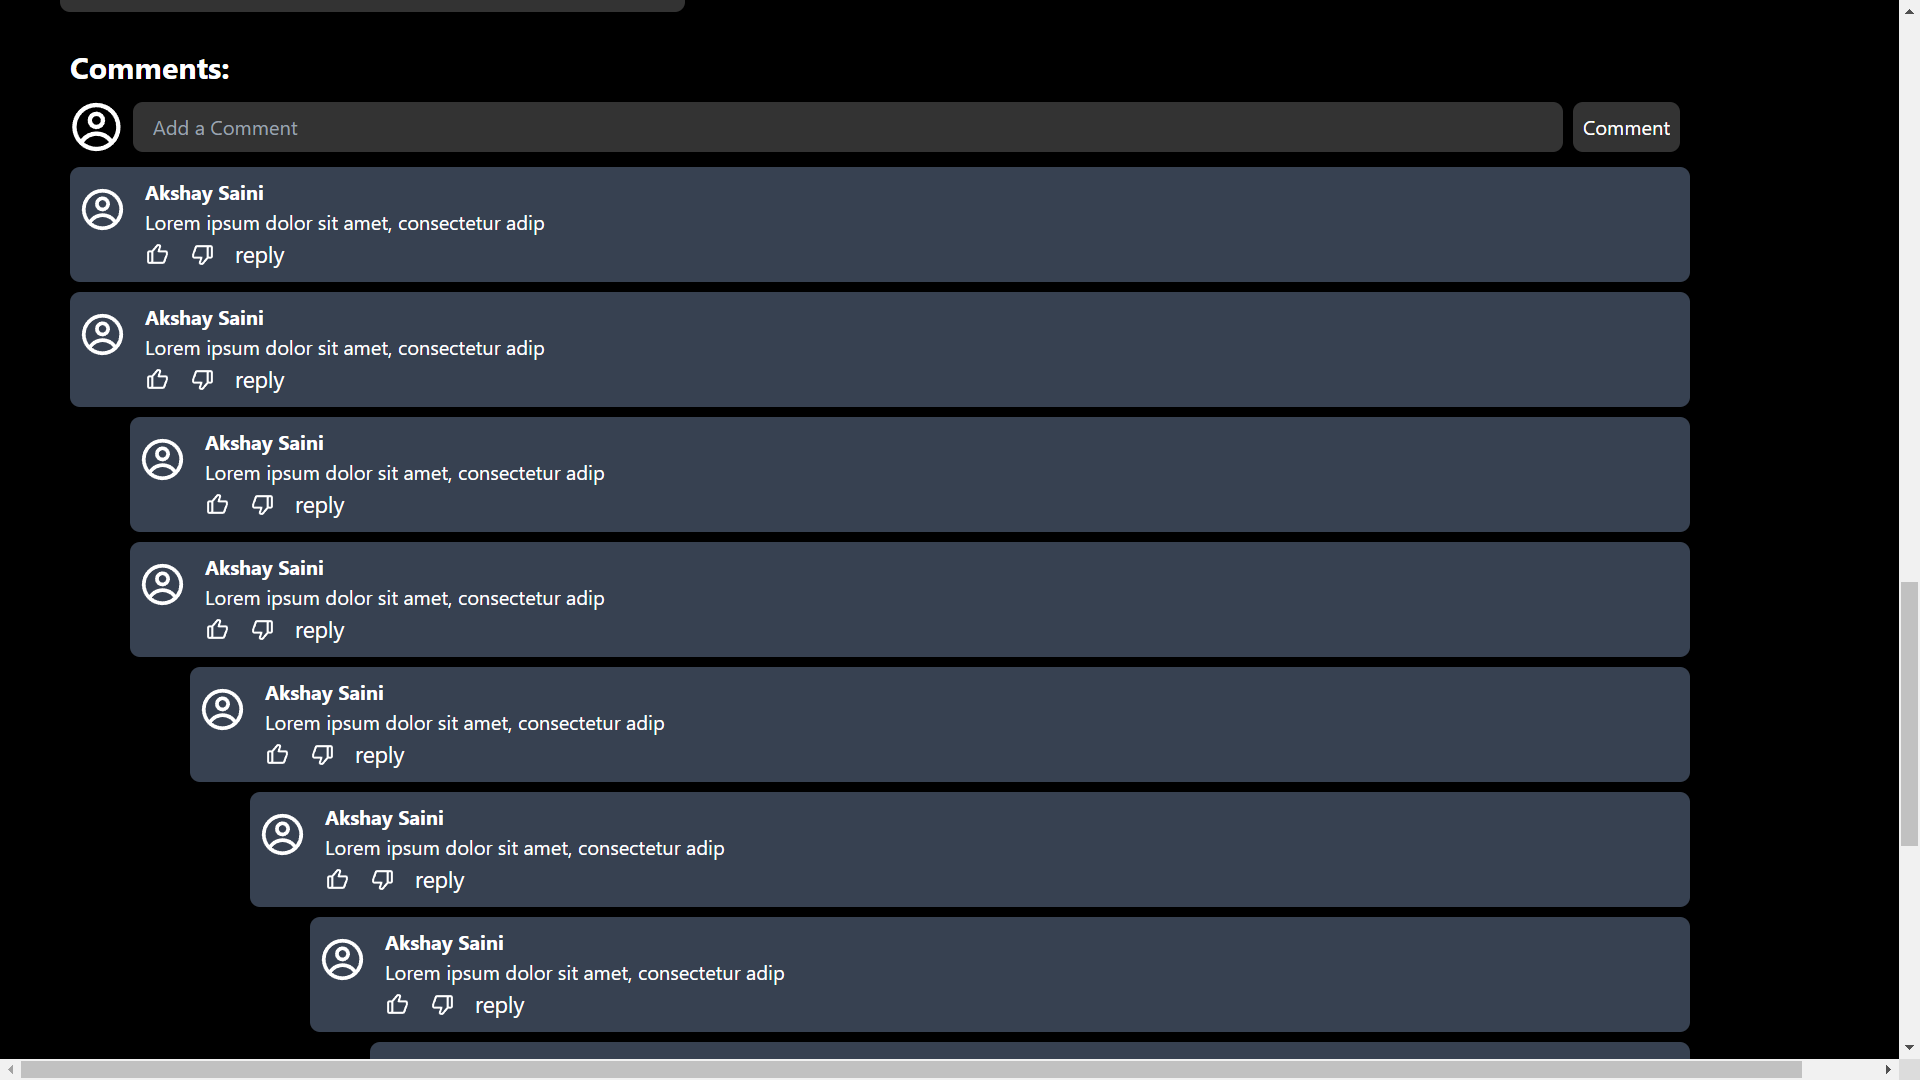 Comments:
Add a Comment
Comment
Akshay Saini
Lorem ipsum dolor sit amet, consectetur adip
reply
Akshay Saini
Lorem ipsum dolor sit amet, consectetur adip
reply
Akshay Saini
Lorem ipsum dolor sit amet, consectetur adip
reply
Akshay Saini
Lorem ipsum dolor sit amet, consectetur adip
reply
Akshay Saini
Lorem ipsum dolor sit amet, consectetur adip
reply
Akshay Saini
Lorem ipsum dolor sit amet, consectetur adip
reply
Akshay Saini
Lorem ipsum dolor sit amet, consectetur adip
reply